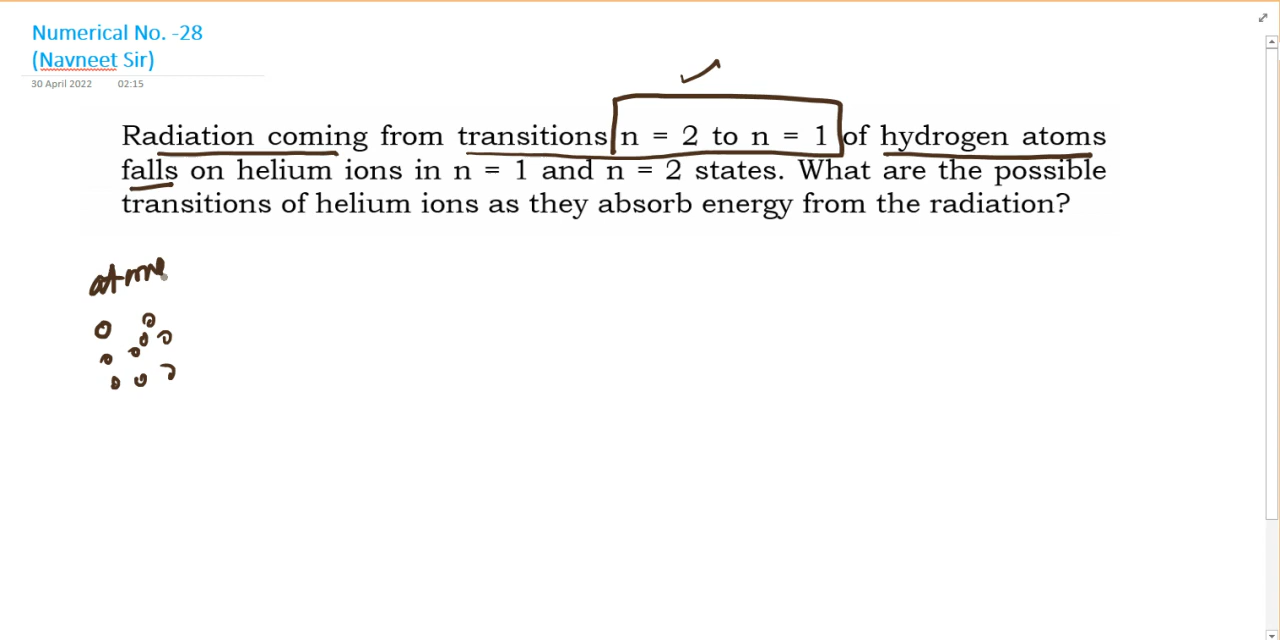 Numerical No. -28
(Navneet Sir)
30 April 2022 02:15
Radiation coming from transitions n = 2 to n = 1 of hydrogen atoms
falls on helium ions in n = 1 and n = 2 states. What are the possible
transitions of helium ions as they absorb energy from the radiation?